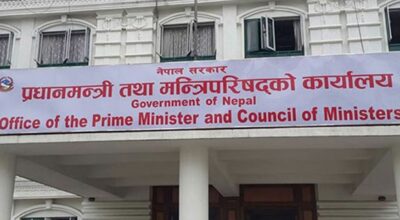 नेपाल सरकार
प्रधानमन्त्री तथा मन्त्रिपरिषद्को कार्यालय
Government of Nepal
Office of the Prime Minister and Council of Ministers